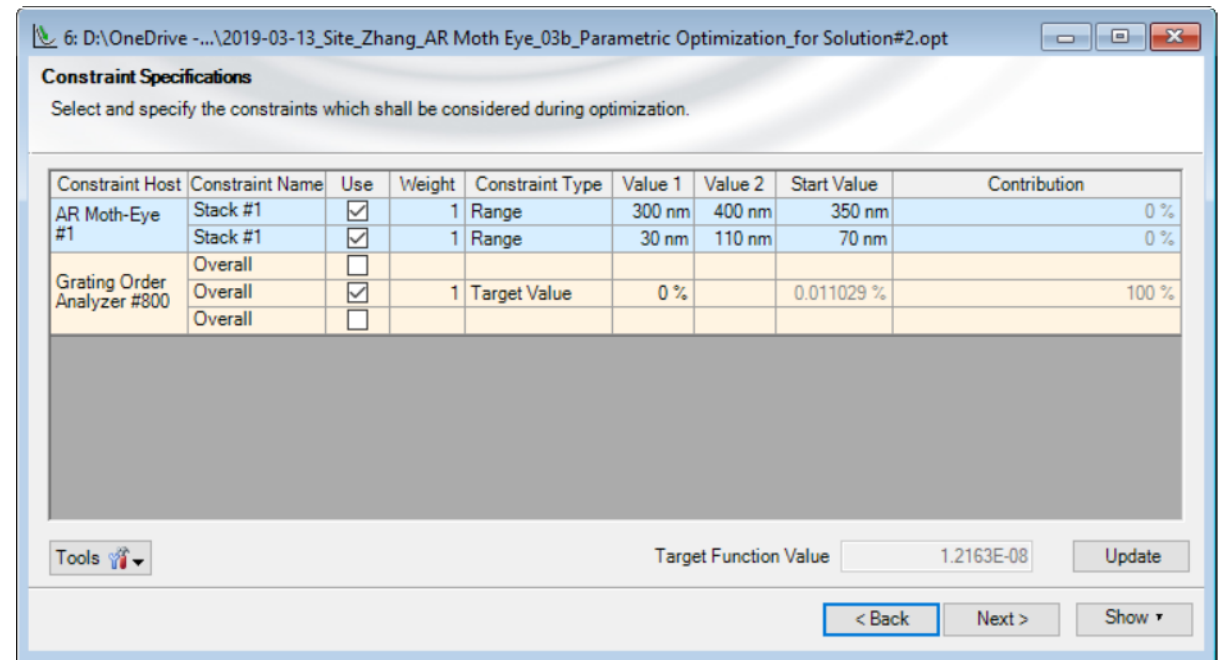 6: D:\OneDrive -...\2019-03-13_Site_Zhang_AR Moth Eye_03b_Parametric Optimization_for Solution#2.opt
Constraint Specifications
Select and specify the constraints which shall be considered during optimization.
Constraint Host Constraint Name Use Weight Constraint Type Value 1 Value 2 Start Value Contribution
AR Moth-Eye #1 Stack #1 1 Range 300 nm 400 nm 350 nm 0 %
Stack #1 1 Range 30 nm 110 nm 70 nm 0 %
Grating Order Analyzer #800 Overall
Overall 1 Target Value 0 % 0.011029 % 100 %
Overall
Tools Target Function Value 1.2163E-08 Update
< Back Next > Show